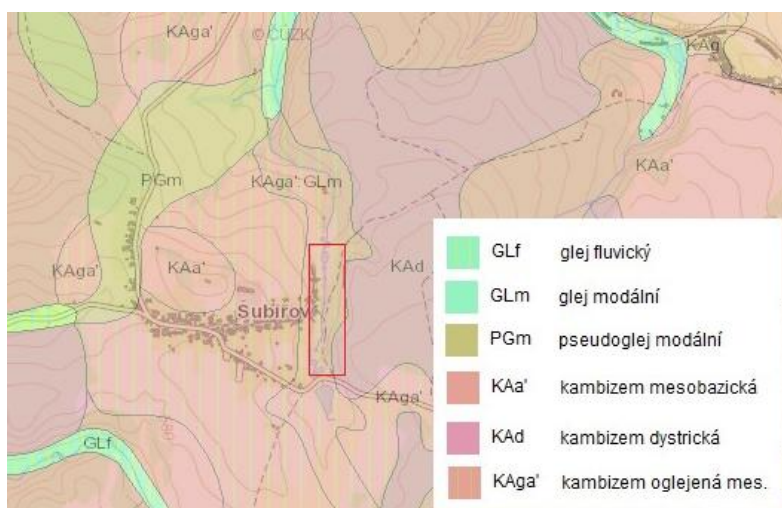 KAga'
© ČÚZK
KAg
PGm
KAga' GLm
KAa'
KAga'
KAa'
KAd
Šubířov
KAga'
GLf
GLf glej fluvický
GLm glej modální
PGm pseudoglej modální
KAa' kambizem mesobazická
KAd kambizem dystrická
KAga' kambizem oglejená mes.